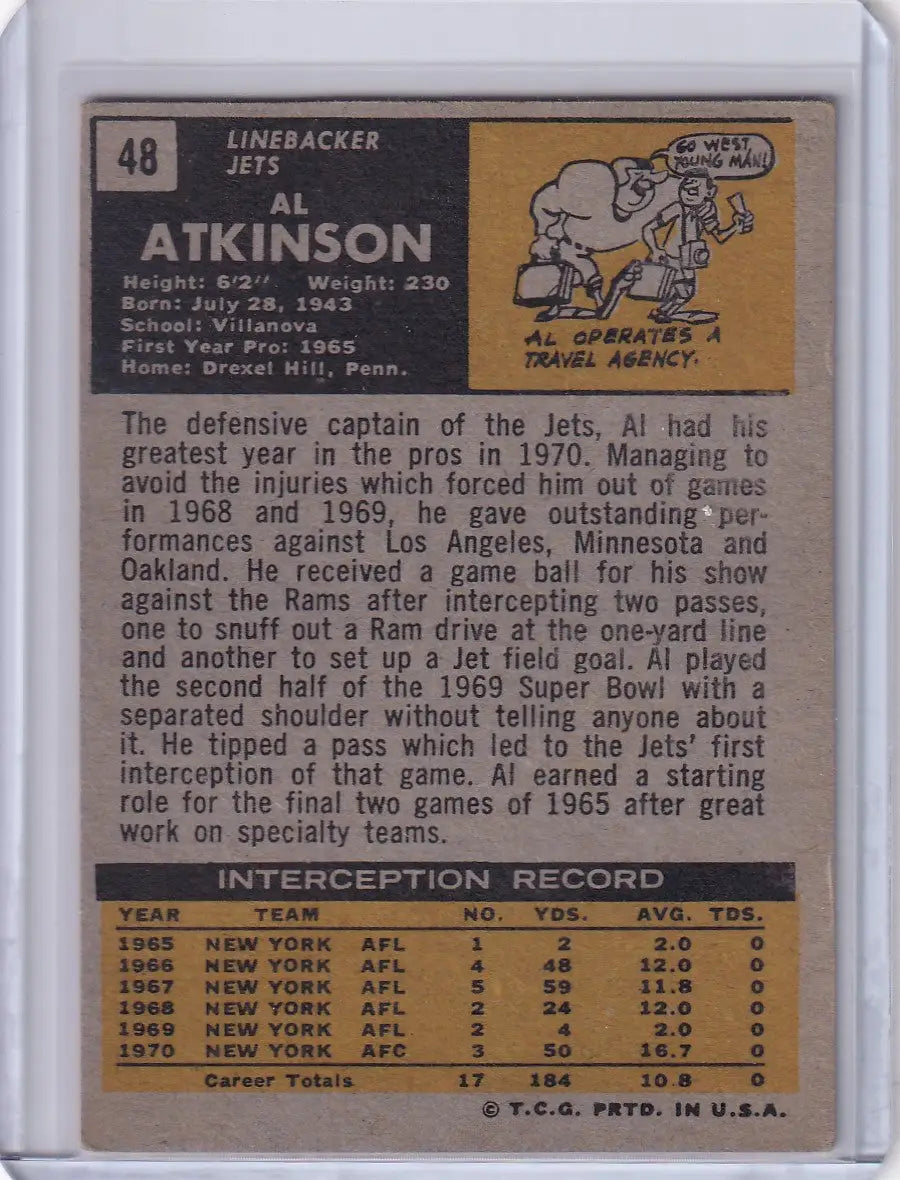 48
LINEBACKER
JETS
AL
ATKINSON
Height: 6'2" Weight: 230
Born: July 28, 1943
School: Villanova
First Year Pro: 1965
Home: Drexel Hill, Penn.
GO WEST,
YOUNG MAN!
AL OPERATES A
TRAVEL AGENCY.
The defensive captain of the Jets, Al had his
greatest year in the pros in 1970. Managing to
avoid the injuries which forced him out of games
in 1968 and 1969, he gave outstanding per-
formances against Los Angeles, Minnesota and
Oakland. He received a game ball for his show
against the Rams after intercepting two passes,
one to snuff out a Ram drive at the one-yard line
and another to set up a Jet field goal. Al played
the second half of the 1969 Super Bowl with a
separated shoulder without telling anyone about
it. He tipped a pass which led to the Jets' first
interception of that game. Al earned a starting
role for the final two games of 1965 after great
work on specialty teams.
INTERCEPTION RECORD
YEAR TEAM NO. YDS. AVG. TDS.
1965 NEW YORK AFL 1 2 2.0 0
1966 NEW YORK AFL 4 48 12.0 0
1967 NEW YORK AFL 5 59 11.8 0
1968 NEW YORK AFL 2 24 12.0 0
1969 NEW YORK AFL 2 4 2.0 0
1970 NEW YORK AFC 3 50 16.7 0
Career Totals 17 184 10.8 0
© T.C.G. PRTD. IN U.S.A.